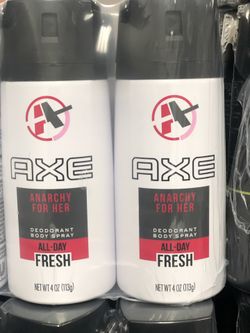 AXE
ANARCHY
FOR HER
DEODORANT
BODY SPRAY
ALL-DAY
FRESH
NET WT 4 OZ (113g)
AXE
ANARCHY
FOR HER
DEODORANT
BODY SPRAY
ALL-DAY
FRESH
NET WT 4 OZ (113g)